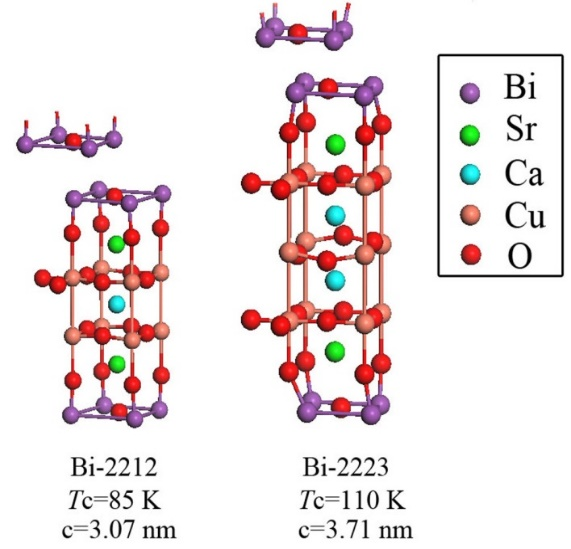 Bi
Sr
Ca
Cu
O
Bi-2212
Tc=85 K
c=3.07 nm
Bi-2223
Tc=110 K
c=3.71 nm